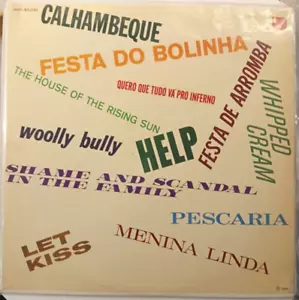 CALHAMBEQUE
FESTA DO BOLINHA
THE HOUSE OF THE RISING SUN
QUERO QUE TUDO VA PRO INFERNO
FESTA DE ARROMBA
WHIPPED
CREAM
woolly bully
HELP
SHAME AND SCANDAL
IN THE FAMILY
PESCARIA
MENINA LINDA
LET
KISS